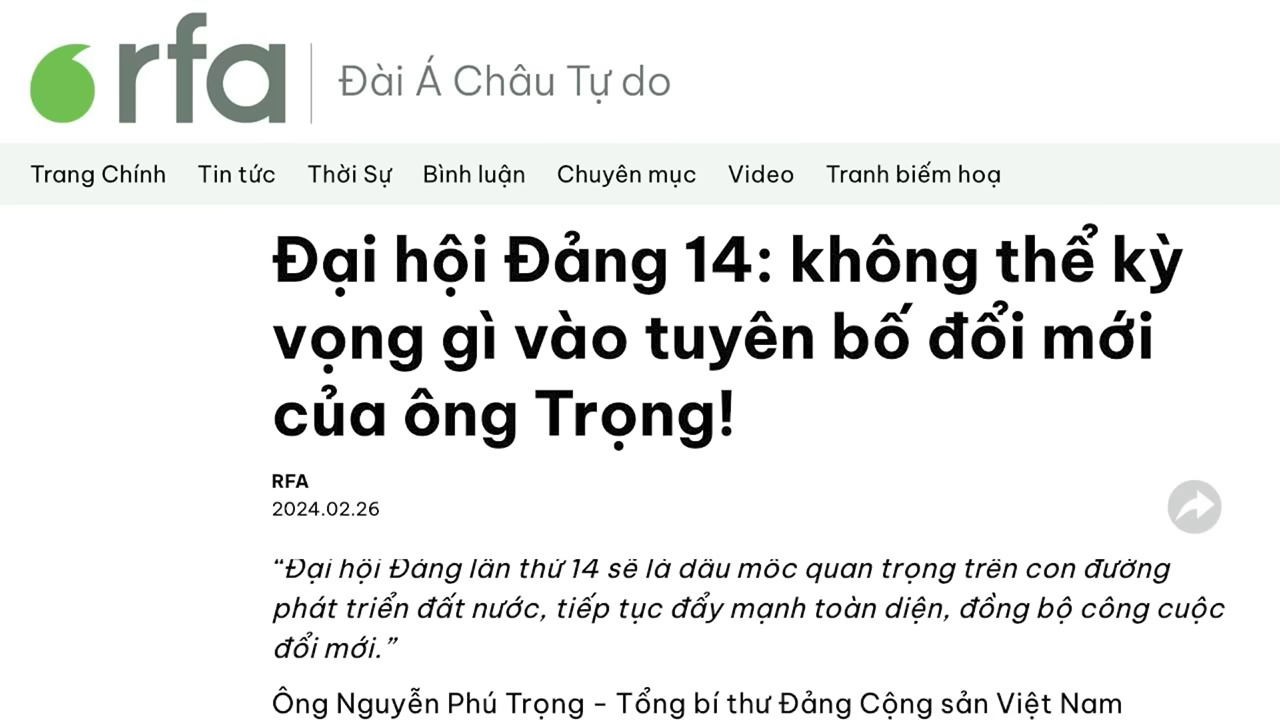 rfa Đài Á Châu Tự do
Trang Chính Tin tức Thời Sự Bình luận Chuyên mục Video Tranh biếm hoạ
Đại hội Đảng 14: không thể kỳ
vọng gì vào tuyên bố đổi mới
của ông Trọng!
RFA
2024.02.26
“Đại hội Đảng lần thứ 14 sẽ là dấu mốc quan trọng trên con đường
phát triển đất nước, tiếp tục đẩy mạnh toàn diện, đồng bộ công cuộc
đổi mới.”
Ông Nguyễn Phú Trọng - Tổng bí thư Đảng Cộng sản Việt Nam